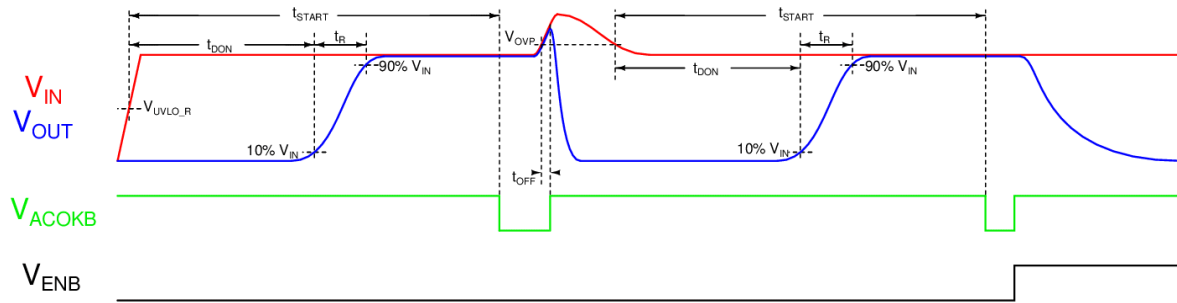 tSTART
tSTART
tDON
tR
VOVP
tR
tDON
90% VIN
90% VIN
VIN
VUVLO_R
VOUT
10% VIN
10% VIN
tOFF
VACOKB
VENB